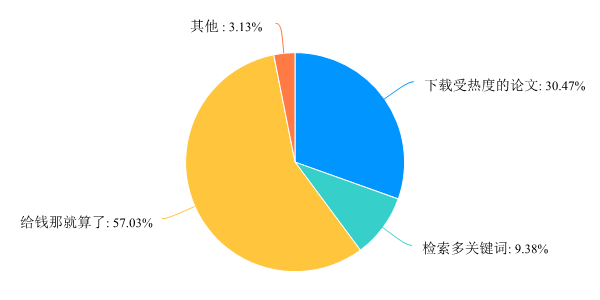 其他 : 3.13%
下载受热度的论文: 30.47%
给钱那就算了: 57.03%
检索多关键词: 9.38%